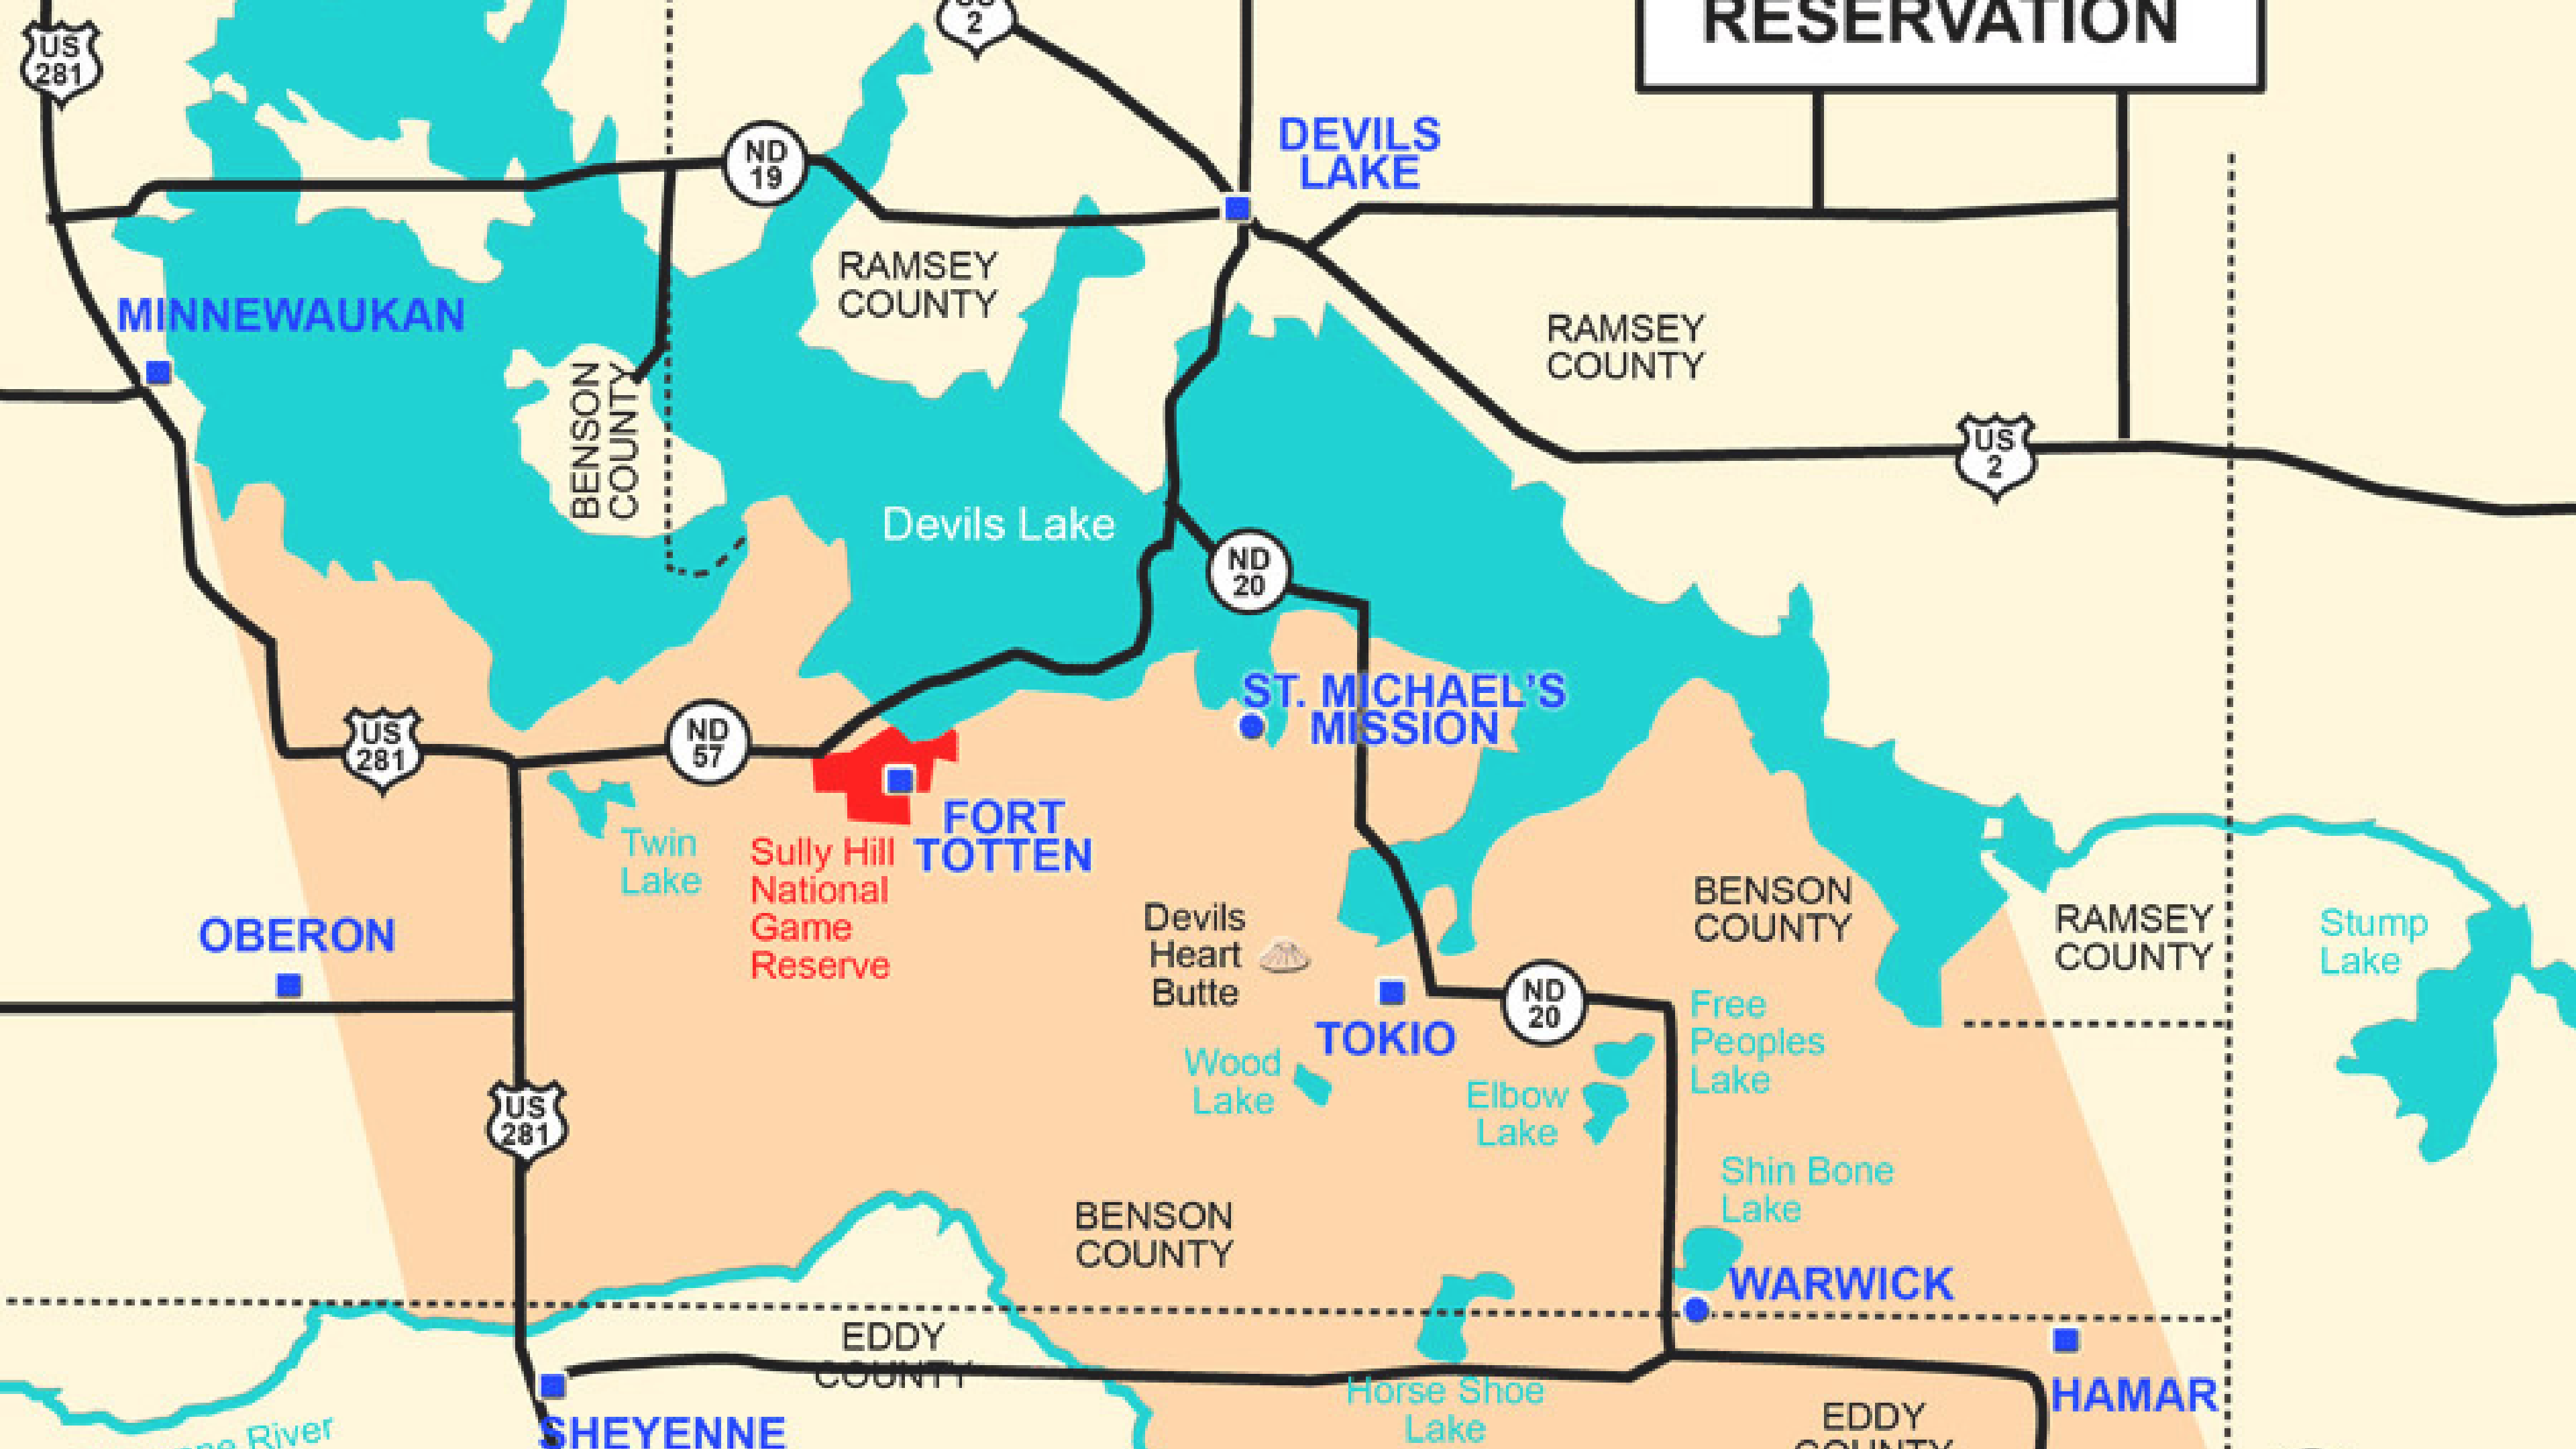 RESERVATION
US
281
2
DEVILS
LAKE
ND
19
RAMSEY
COUNTY
MINNEWAUKAN
RAMSEY
COUNTY
BENSON
COUNTY
US
2
Devils Lake
ND
20
ST. MICHAEL'S
MISSION
US
281
ND
57
FORT
TOTTEN
Twin
Lake
Sully Hill
National
Game
Reserve
OBERON
Devils
Heart
Butte
BENSON
COUNTY
RAMSEY
COUNTY
Stump
Lake
TOKIO
ND
20
Free
Peoples
Lake
Wood
Lake
Elbow
Lake
US
281
Shin Bone
Lake
BENSON
COUNTY
WARWICK
EDDY
COUNTY
HAMAR
Horse Shoe
Lake
SHEYENNE
River
EDDY
COUNTY